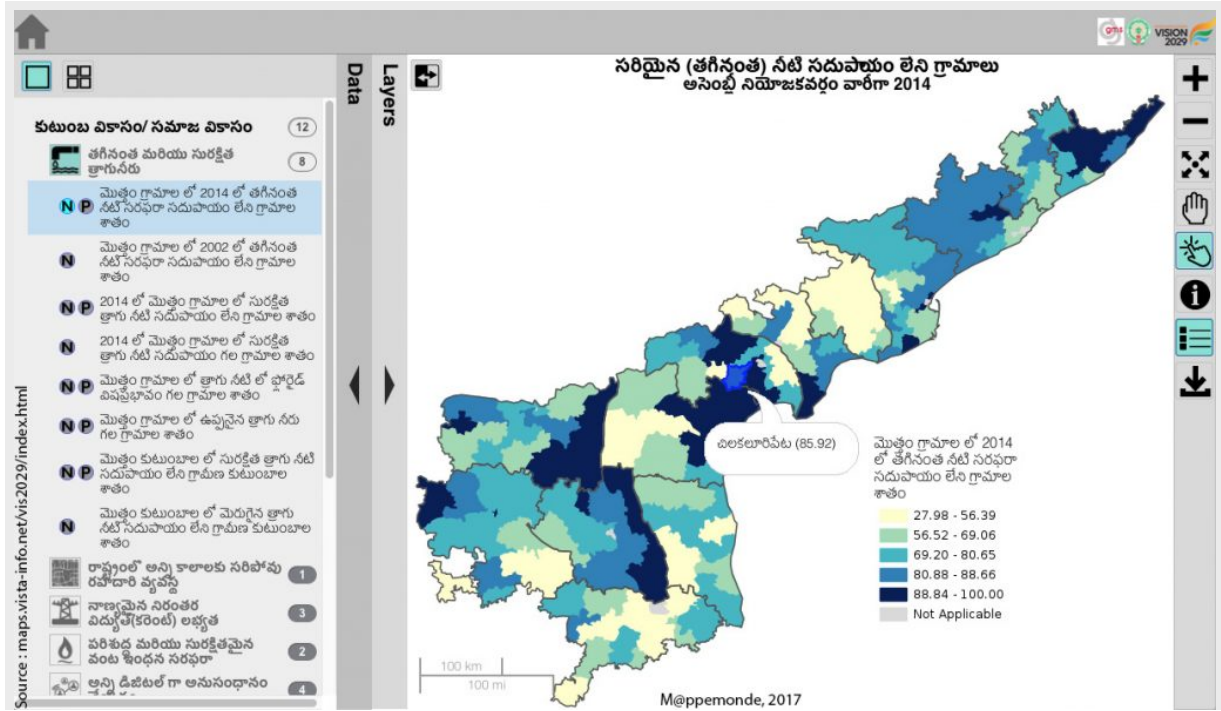 VISION
2029
Data
Layers
సరియైన (తగినంత) నీటి సదుపాయం లేని గ్రామాలు
అసెంబ్లీ నియోజకవర్గం వారీగా 2014
కుటుంబ వికాసం/ సమాజ వికాసం 12
తగినంత మరియు సురక్షిత
త్రాగునీరు
8
N P
మొత్తం గ్రామాల లో 2014 లో తగినంత
నీటి సరఫరా సదుపాయం లేని గ్రామాల
శాతం
N
మొత్తం గ్రామాల లో 2002 లో తగినంత
నీటి సరఫరా సదుపాయం లేని గ్రామాల
శాతం
N P
2014 లో మొత్తం గ్రామాల లో సురక్షిత
త్రాగు నీటి సదుపాయం లేని గ్రామాల శాతం
N
2014 లో మొత్తం గ్రామాల లో సురక్షిత
త్రాగు నీటి సదుపాయం గల గ్రామాల శాతం
N P
మొత్తం గ్రామాల లో త్రాగు నీటి లో ఫ్లోరైడ్
విషప్రభావం గల గ్రామాల శాతం
N P
మొత్తం గ్రామాల లో ఉప్పనైన త్రాగు నీరు
గల గ్రామాల శాతం
N P
మొత్తం కుటుంబాల లో సురక్షిత త్రాగు నీటి
సదుపాయం లేని గ్రామీణ కుటుంబాల
శాతం
N
మొత్తం కుటుంబాల లో మెరుగైన త్రాగు
నీటి సదుపాయం లేని గ్రామీణ కుటుంబాల
శాతం
రాష్ట్రంలో అన్ని కాలాలకు సరిపోవు
రహదారి వ్యవస్థ
1
నాణ్యమైన నిరంతర
విద్యుత్(కరెంట్) లభ్యత
3
పరిశుద్ధ మరియు సురక్షితమైన
వంట ఇంధన సరఫరా
2
అన్ని డిజిటల్ గా అనుసంధానం
4
Source : maps.vista-info.net/vis2029/index.html
చిలకలూరిపేట (85.92)
మొత్తం గ్రామాల లో 2014
లో తగినంత నీటి సరఫరా
సదుపాయం లేని గ్రామాల
శాతం
27.98 - 56.39
56.52 - 69.06
69.20 - 80.65
80.88 - 88.66
88.84 - 100.00
Not Applicable
100 km
100 mi
M@ppemonde, 2017